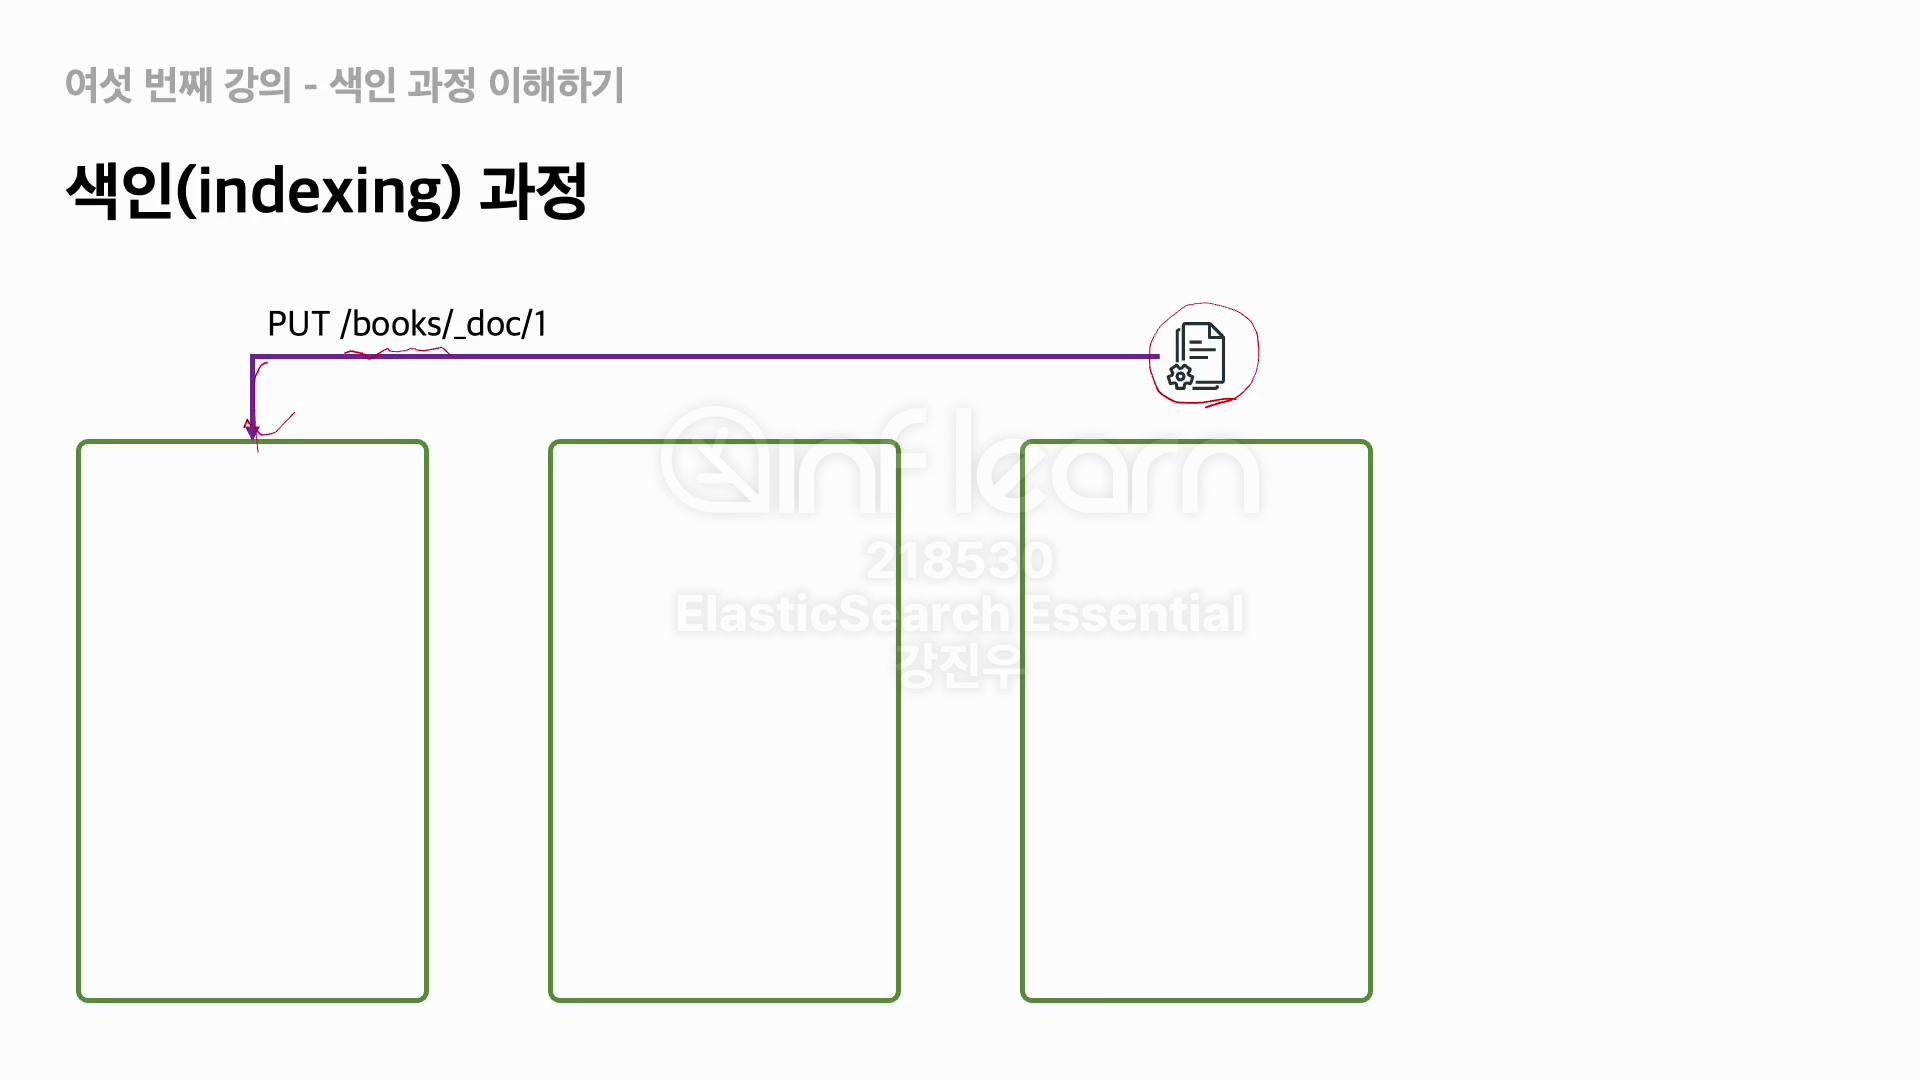 여섯 번째 강의 - 색인 과정 이해하기
색인(indexing) 과정
PUT /books/_doc/1
inflearn
218530
ElasticSearch Essential
강진우